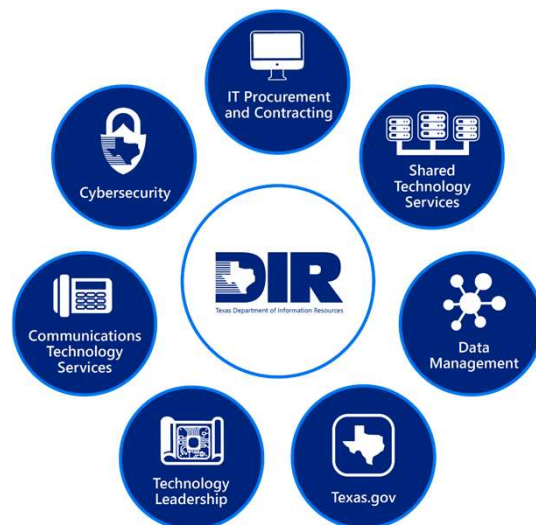 IT Procurement
and Contracting
Shared
Technology
Services
Data
Management
Texas.gov
Technology
Leadership
Communications
Technology
Services
Cybersecurity
DIR
Texas Department of Information Resources